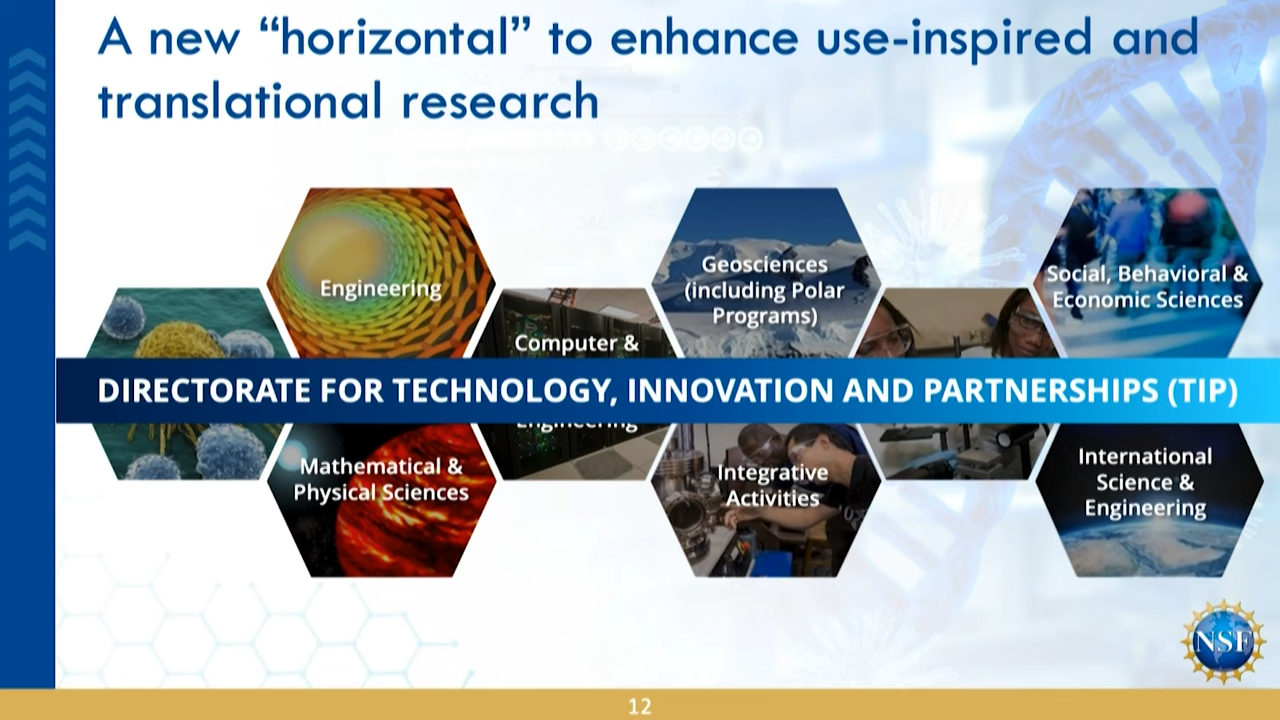 A new “horizontal” to enhance use-inspired and
translational research
Engineering
Geosciences
(including Polar
Programs)
Social, Behavioral &
Economic Sciences
Computer &
DIRECTORATE FOR TECHNOLOGY, INNOVATION AND PARTNERSHIPS (TIP)
Engineering
Mathematical &
Physical Sciences
Integrative
Activities
International
Science &
Engineering
NSF
12